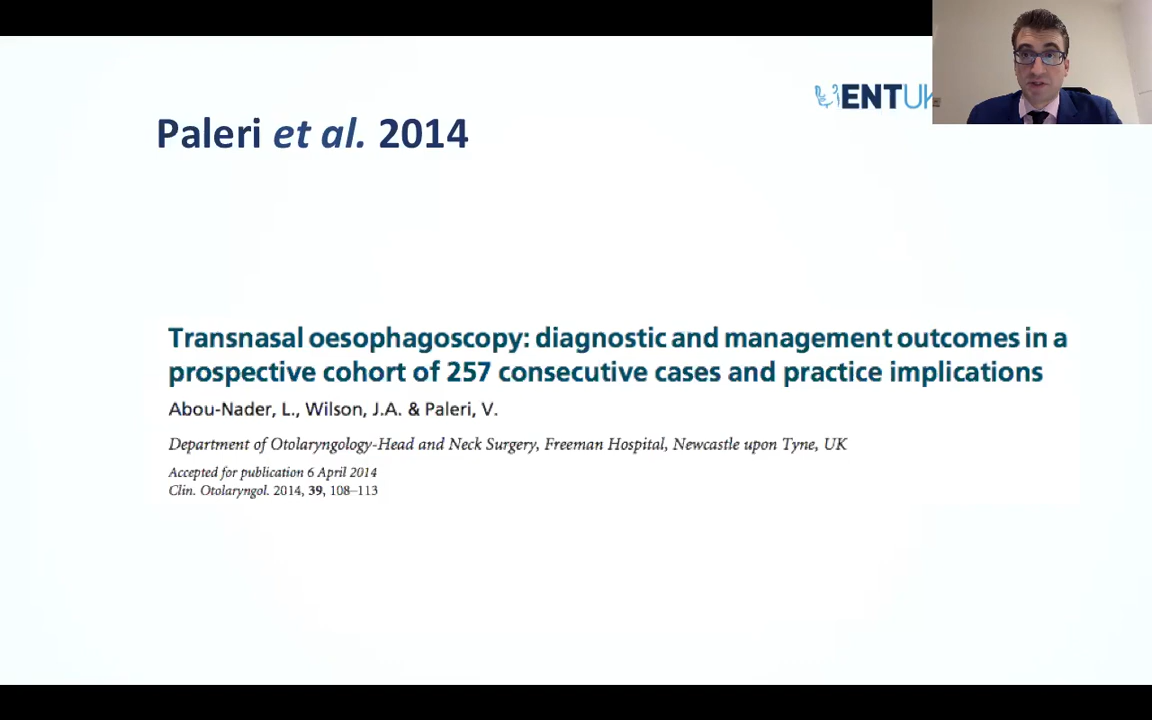 ENTUK
Paleri et al. 2014
Transnasal oesophagoscopy: diagnostic and management outcomes in a
prospective cohort of 257 consecutive cases and practice implications
Abou-Nader, L., Wilson, J.A. & Paleri, V.
Department of Otolaryngology-Head and Neck Surgery, Freeman Hospital, Newcastle upon Tyne, UK
Accepted for publication 6 April 2014
Clin. Otolaryngol. 2014, 39, 108–113